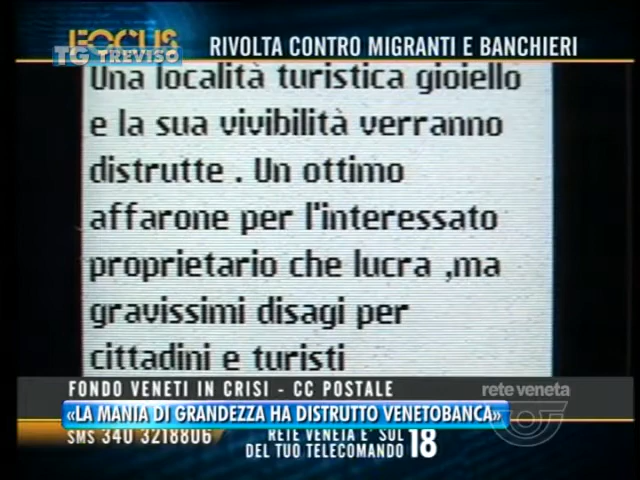 FOCUS
TG TREVISO
RIVOLTA CONTRO MIGRANTI E BANCHIERI
Una località turistica gioiello
e la sua vivibilità verranno
distrutte . Un ottimo
affarone per l'interessato
proprietario che lucra ,ma
gravissimi disagi per
cittadini e turisti
FONDO VENETI IN CRISI - CC POSTALE
rete veneta
«LA MANIA DI GRANDEZZA HA DISTRUTTO VENETOBANCA»
SMS 340 3218806
RETE VENETA E' SUL
DEL TUO TELECOMANDO 18